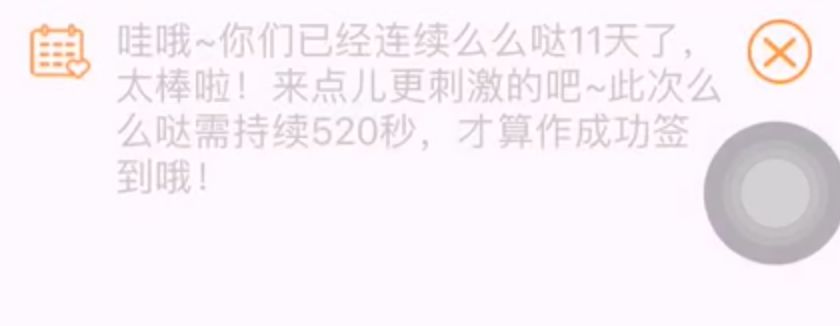 哇哦~你们已经连续么么哒11天了，
太棒啦！来点儿更刺激的吧~此次么
么哒需持续520秒，才算作成功签
到哦！